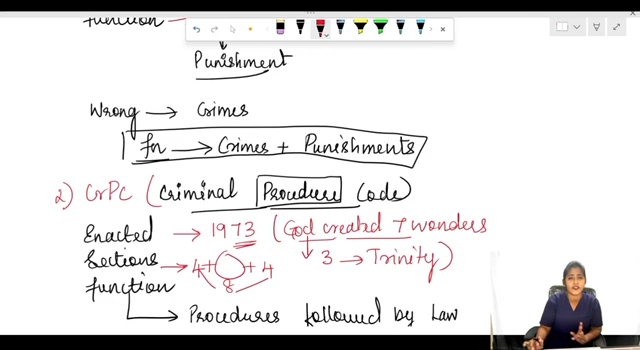 function →
Punishment
Wrong → Crimes
fn → Crimes + Punishments
2) CrPC (Criminal Procedure Code)
Enacted → 1973 (God created 7 wonders
Sections → 4+◯+4 3 → Trinity)
8
function
→ Procedures followed by Law